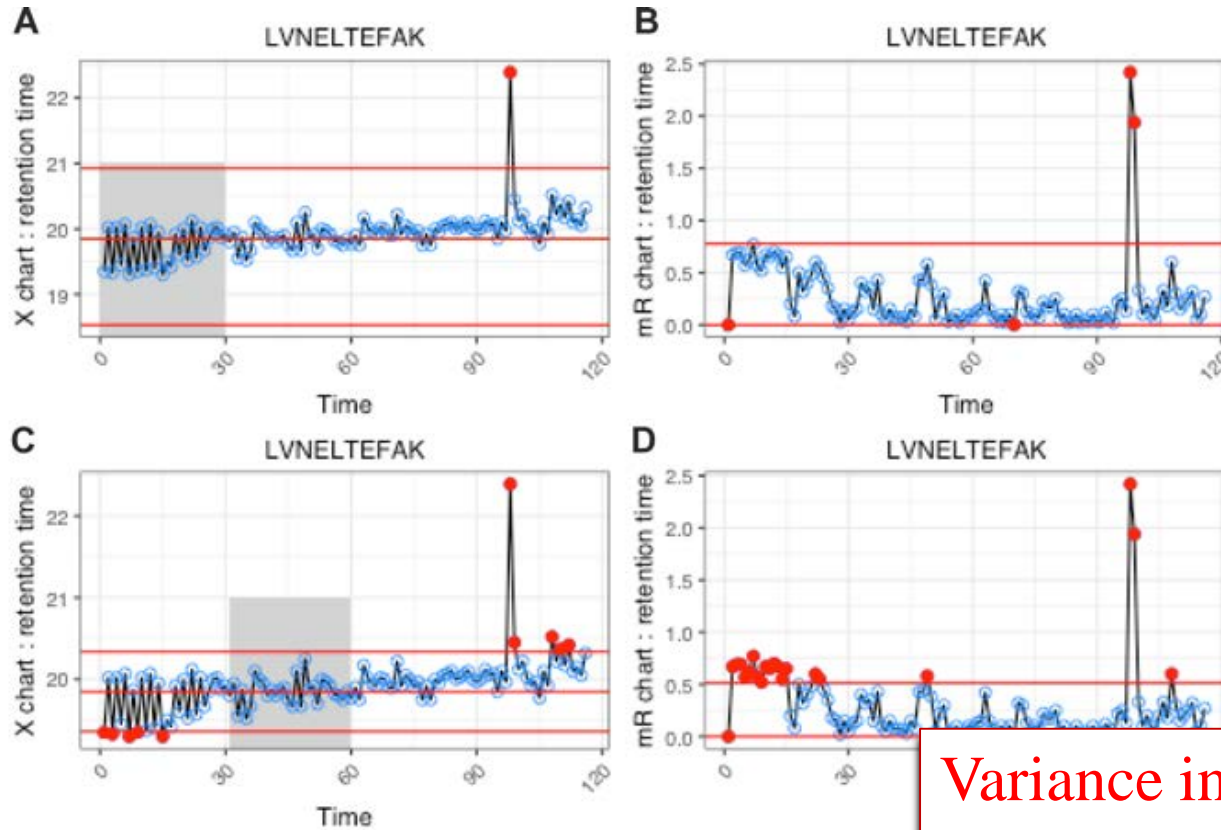 A
LVNELTEFAK
X chart : retention time
22
21
20
19
0
30
60
90
120
Time
B
LVNELTEFAK
mR chart : retention time
2.5
2.0
1.5
1.0
0.5
0.0
0
30
60
90
120
Time
C
LVNELTEFAK
X chart : retention time
22
21
20
0
30
60
90
120
Time
D
LVNELTEFAK
mR chart : retention time
2.5
2.0
1.5
1.0
0.5
0.0
0
30
Variance in